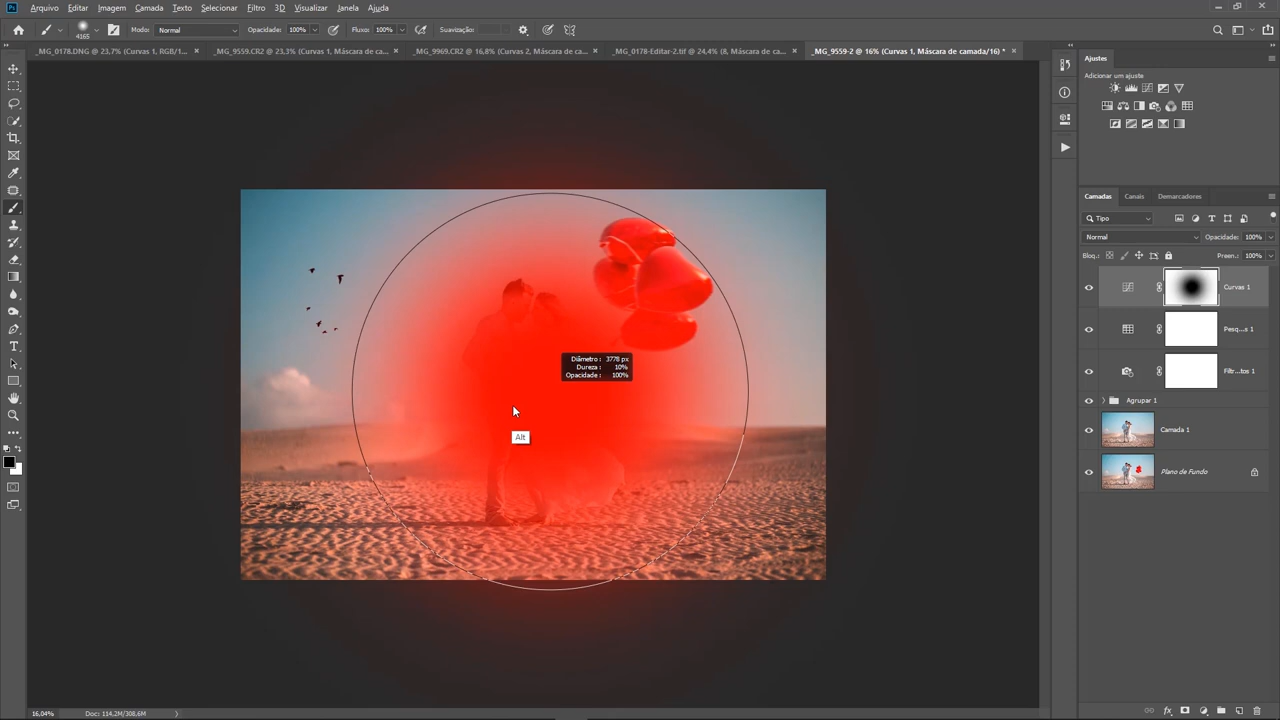 Arquivo Editar Imagem Camada Texto Selecionar Filtro 3D Visualizar Janela Ajuda
4165 Modo: Normal Opacidade: 100% Fluxo: 100% Suavização:
_MG_0178.DNG @ 23,7% (Curvas 1, RGB/1... × _MG_9559.CR2 @ 23,3% (Curvas 1, Máscara de ca... × _MG_9969.CR2 @ 16,8% (Curvas 2, Máscara de camad... × _MG_0178-Editar-2.tif @ 24,4% (8, Máscara de camada/... × _MG_9559-2 @ 16% (Curvas 1, Máscara de camada/16) * ×
Ajustes
Adicionar um ajuste
Camadas Canais Demarcadores
Tipo
Normal Opacidade: 100%
Bloq.: Preen.: 100%
Curvas 1
Pesq...s 1
Filtr...tos 1
Agrupar 1
Camada 1
Plano de Fundo
Diâmetro : 3778 px
Dureza : 10%
Opacidade : 100%
Alt
16,04% Doc: 114,2M/308,6M